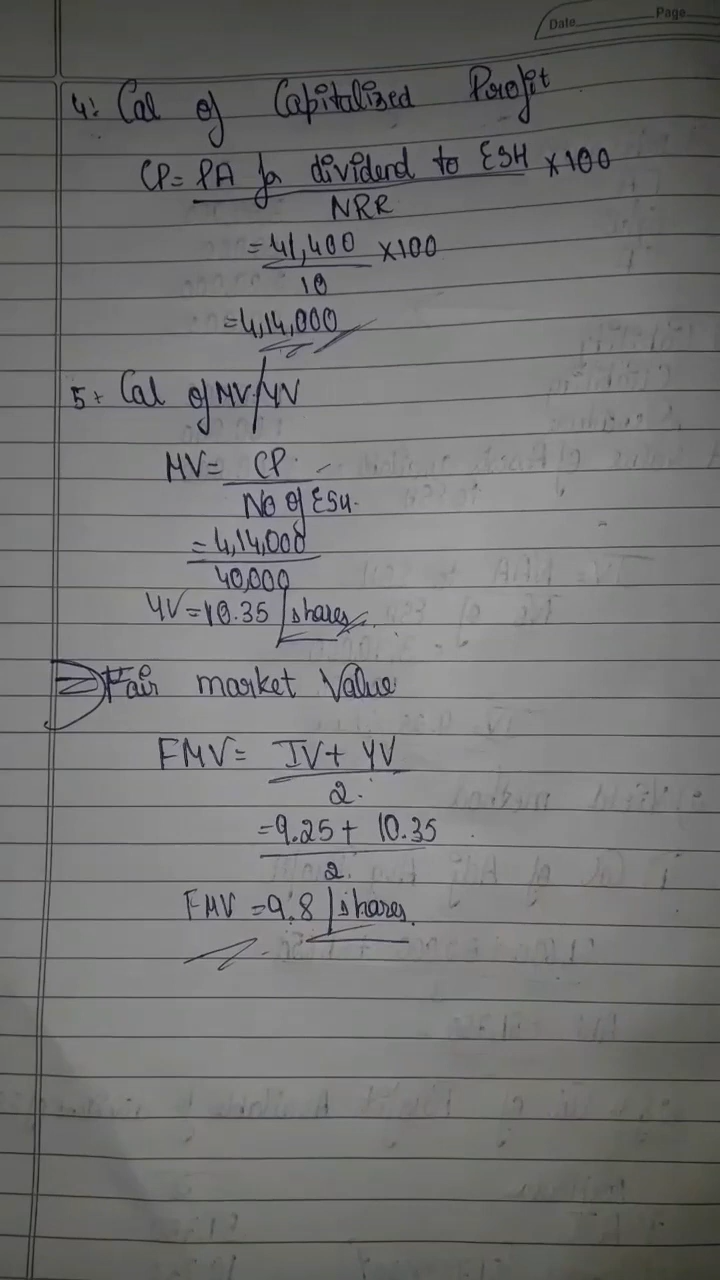 Date Page
4: Cal of Capitalized Profit
CP= PA for dividend to ESH ×100
NRR
=41,400 ×100
10
=4,14,000
5+ Cal of MV/YV
MV= CP
No of ESH.
=4,14,000
40,000
YV=10.35 | shares
Fair market Value
FMV= IV+ YV
2.
=9.25+ 10.35
2
FMV =9.8 | shares.